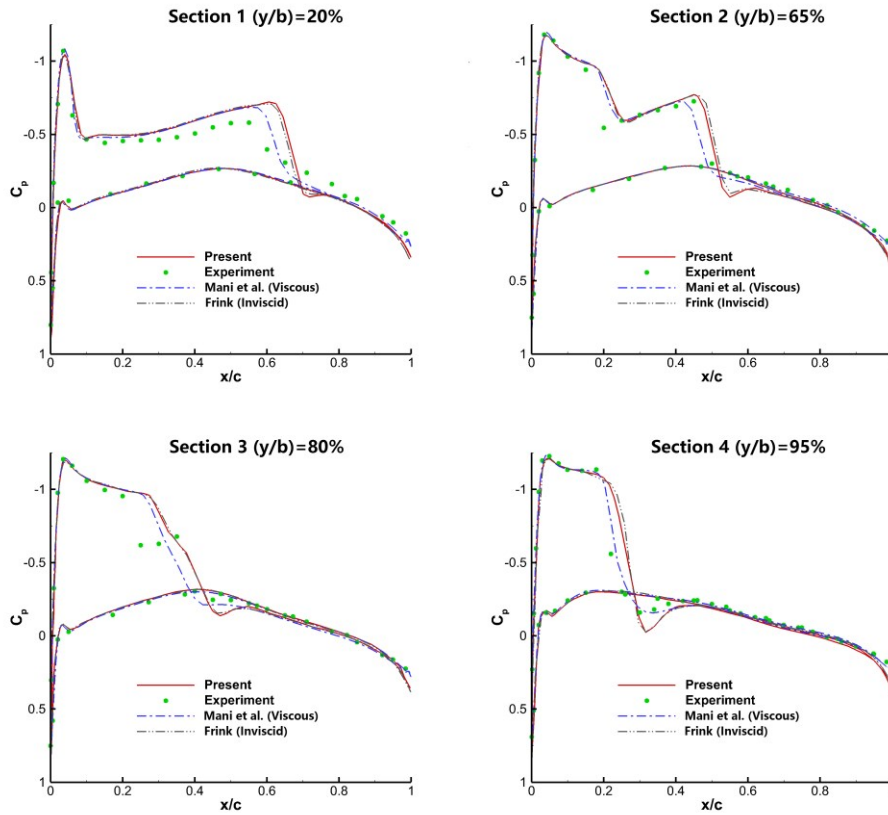 Section 1 (y/b)=20%
-1
-0.5
0
0.5
1
Cp
0
0.2
0.4
0.6
0.8
1
x/c
Present
Experiment
Mani et al. (Viscous)
Frink (Inviscid)
Section 2 (y/b)=65%
-1
-0.5
0
0.5
1
Cp
0
0.2
0.4
0.6
0.8
x/c
Present
Experiment
Mani et al. (Viscous)
Frink (Inviscid)
Section 3 (y/b)=80%
-1
-0.5
0
0.5
1
Cp
0
0.2
0.4
0.6
0.8
1
x/c
Present
Experiment
Mani et al. (Viscous)
Frink (Inviscid)
Section 4 (y/b)=95%
-1
-0.5
0
0.5
1
Cp
0
0.2
0.4
0.6
0.8
x/c
Present
Experiment
Mani et al. (Viscous)
Frink (Inviscid)